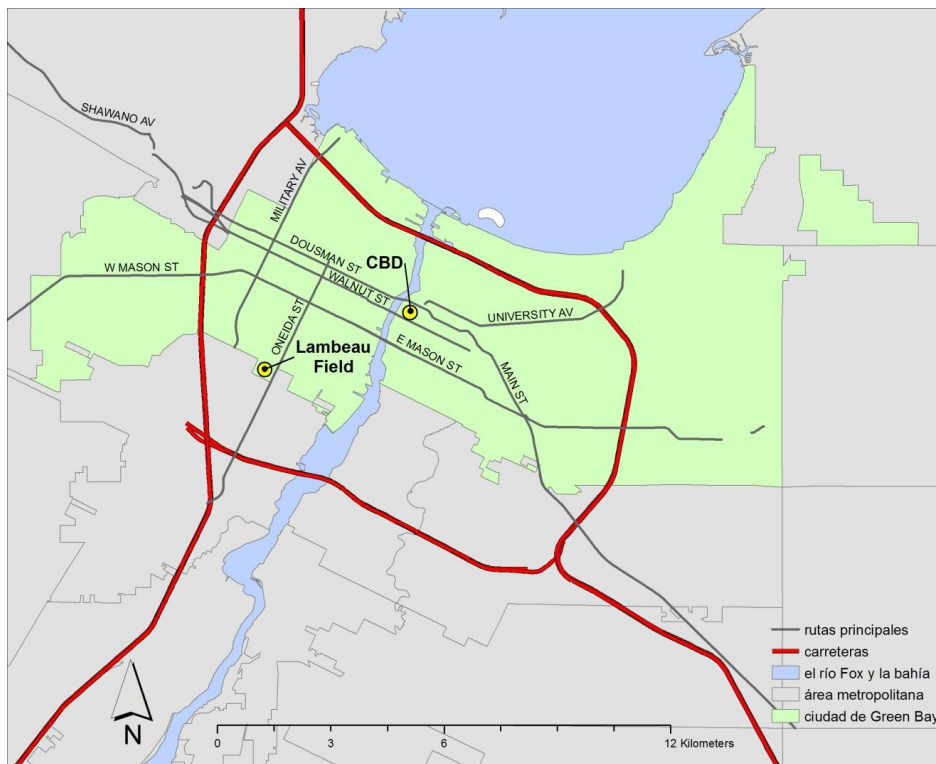 SHAWANO AV
MILITARY AV
DOUSMAN ST
CBD
W MASON ST
WALNUT ST
UNIVERSITY AV
ONEIDA ST
E MASON ST
Lambeau
Field
MAIN ST
rutas principales
carreteras
el río Fox y la bahía
área metropolitana
ciudad de Green Bay
N
0 3 6 12 Kilometers